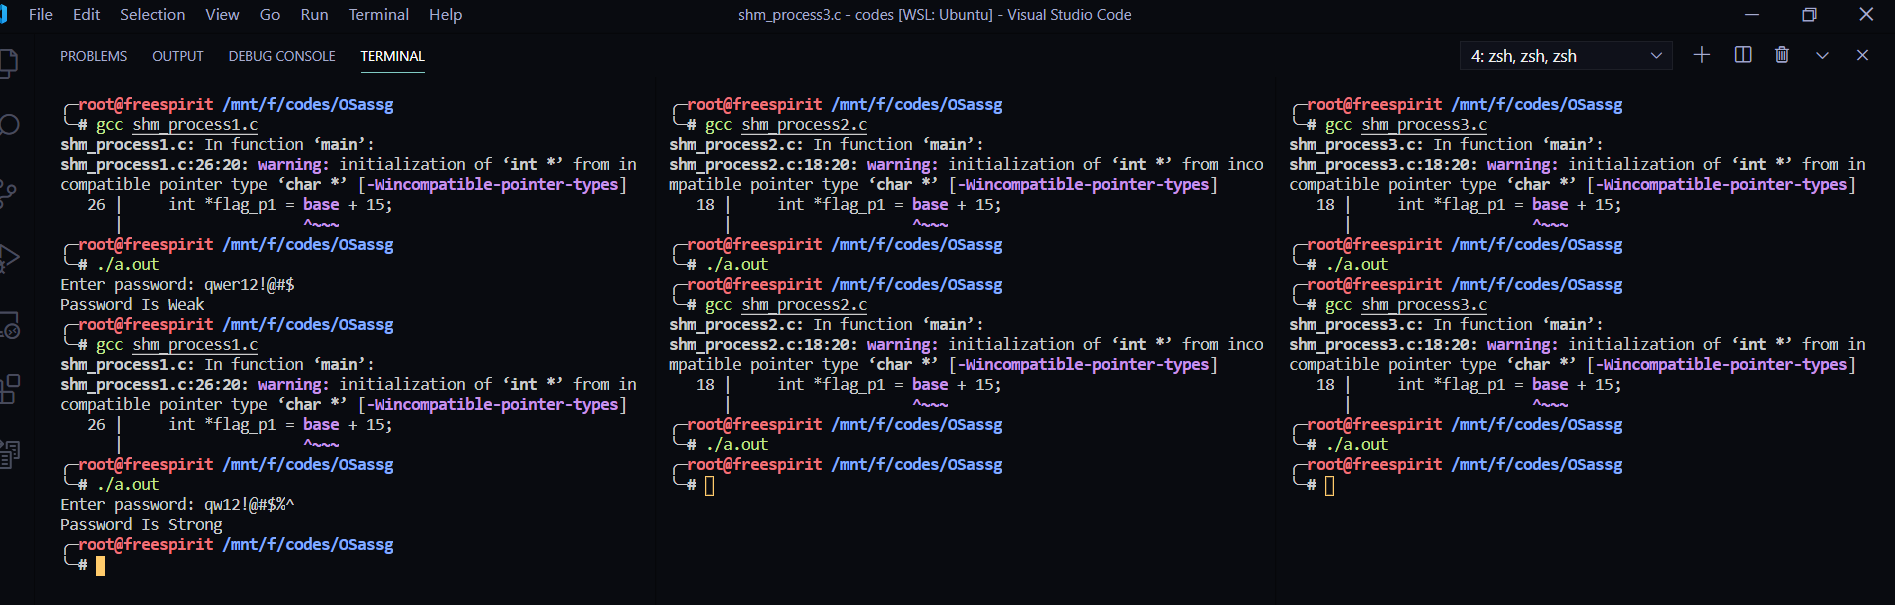 File Edit Selection View Go Run Terminal Help
shm_process3.c - codes [WSL: Ubuntu] - Visual Studio Code
PROBLEMS OUTPUT DEBUG CONSOLE TERMINAL
4: zsh, zsh, zsh
╭─root@freespirit /mnt/f/codes/OSassg
╰─# gcc shm_process1.c
shm_process1.c: In function ‘main’:
shm_process1.c:26:20: warning: initialization of ‘int *’ from in
compatible pointer type ‘char *’ [-Wincompatible-pointer-types]
26 | int *flag_p1 = base + 15;
| ^~~~
╭─root@freespirit /mnt/f/codes/OSassg
╰─# ./a.out
Enter password: qwer12!@#$
Password Is Weak
╭─root@freespirit /mnt/f/codes/OSassg
╰─# gcc shm_process1.c
shm_process1.c: In function ‘main’:
shm_process1.c:26:20: warning: initialization of ‘int *’ from in
compatible pointer type ‘char *’ [-Wincompatible-pointer-types]
26 | int *flag_p1 = base + 15;
| ^~~~
╭─root@freespirit /mnt/f/codes/OSassg
╰─# ./a.out
Enter password: qw12!@#$%^
Password Is Strong
╭─root@freespirit /mnt/f/codes/OSassg
╰─#
╭─root@freespirit /mnt/f/codes/OSassg
╰─# gcc shm_process2.c
shm_process2.c: In function ‘main’:
shm_process2.c:18:20: warning: initialization of ‘int *’ from inco
mpatible pointer type ‘char *’ [-Wincompatible-pointer-types]
18 | int *flag_p1 = base + 15;
| ^~~~
╭─root@freespirit /mnt/f/codes/OSassg
╰─# ./a.out
╭─root@freespirit /mnt/f/codes/OSassg
╰─# gcc shm_process2.c
shm_process2.c: In function ‘main’:
shm_process2.c:18:20: warning: initialization of ‘int *’ from inco
mpatible pointer type ‘char *’ [-Wincompatible-pointer-types]
18 | int *flag_p1 = base + 15;
| ^~~~
╭─root@freespirit /mnt/f/codes/OSassg
╰─# ./a.out
╭─root@freespirit /mnt/f/codes/OSassg
╰─#
╭─root@freespirit /mnt/f/codes/OSassg
╰─# gcc shm_process3.c
shm_process3.c: In function ‘main’:
shm_process3.c:18:20: warning: initialization of ‘int *’ from in
compatible pointer type ‘char *’ [-Wincompatible-pointer-types]
18 | int *flag_p1 = base + 15;
| ^~~~
╭─root@freespirit /mnt/f/codes/OSassg
╰─# ./a.out
╭─root@freespirit /mnt/f/codes/OSassg
╰─# gcc shm_process3.c
shm_process3.c: In function ‘main’:
shm_process3.c:18:20: warning: initialization of ‘int *’ from in
compatible pointer type ‘char *’ [-Wincompatible-pointer-types]
18 | int *flag_p1 = base + 15;
| ^~~~
╭─root@freespirit /mnt/f/codes/OSassg
╰─# ./a.out
╭─root@freespirit /mnt/f/codes/OSassg
╰─#